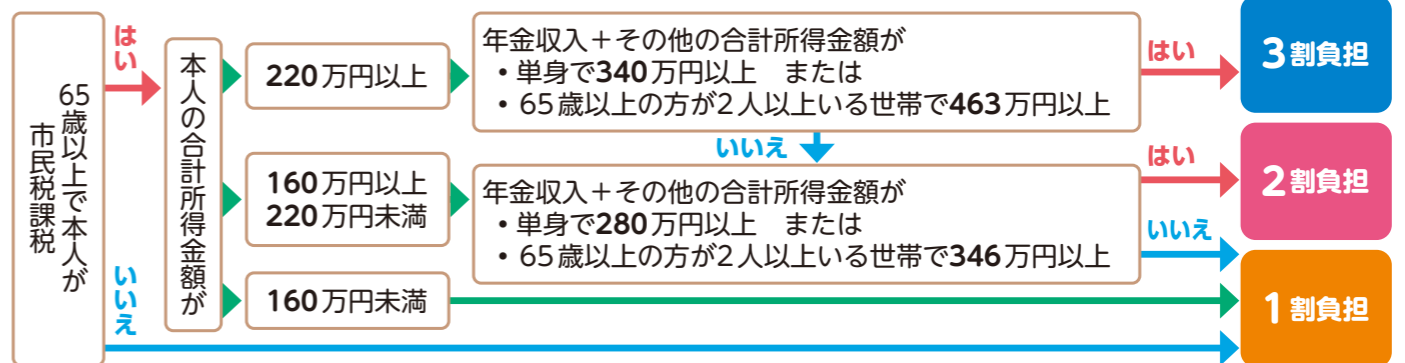 65歳以上で本人が
市民税課税
はい
いいえ
本人の合計所得金額が
220万円以上
年金収入＋その他の合計所得金額が
・単身で340万円以上　または
・65歳以上の方が2人以上いる世帯で463万円以上
はい
3割負担
いいえ
160万円以上
220万円未満
年金収入＋その他の合計所得金額が
・単身で280万円以上　または
・65歳以上の方が2人以上いる世帯で346万円以上
はい
2割負担
いいえ
160万円未満
1割負担